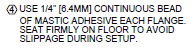 ④ USE 1/4" [6.4MM] CONTINUOUS BEAD
OF MASTIC ADHESIVE EACH FLANGE.
SEAT FIRMLY ON FLOOR TO AVOID
SLIPPAGE DURING SETUP.